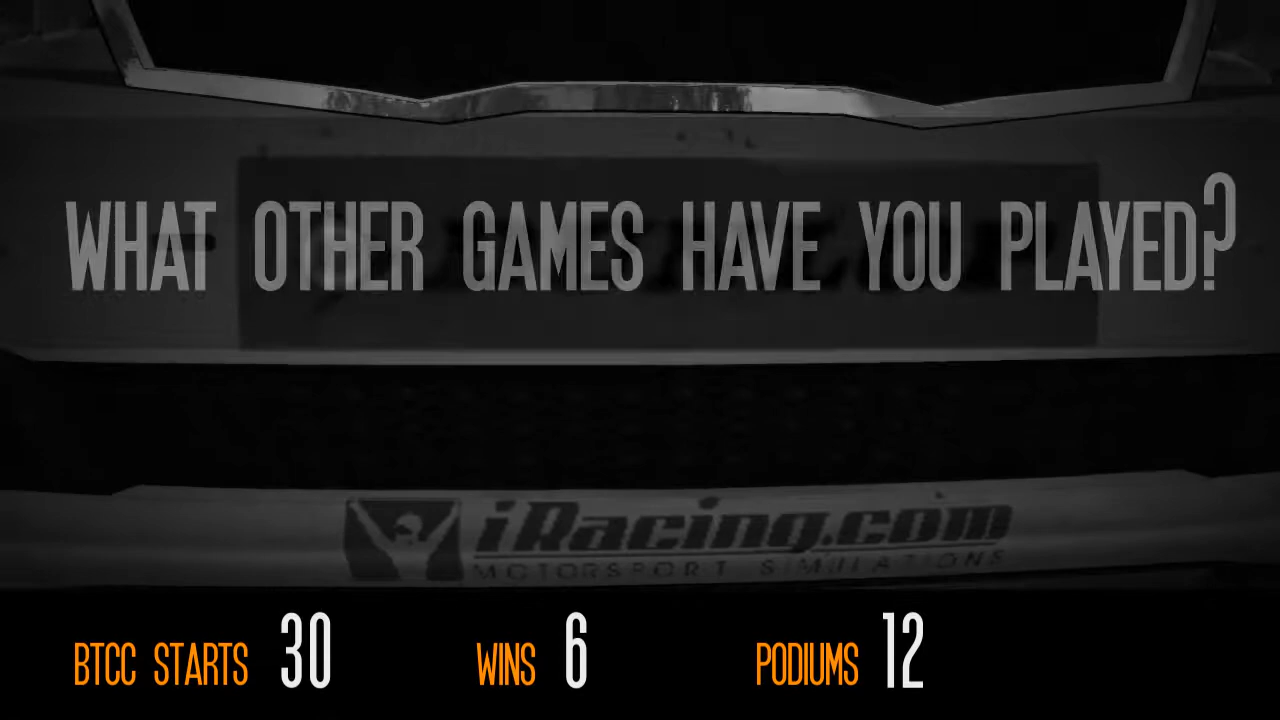 WHAT OTHER GAMES HAVE YOU PLAYED?
iRacing.com
MOTORSPORT SIMULATIONS
BTCC STARTS 30 WINS 6 PODIUMS 12